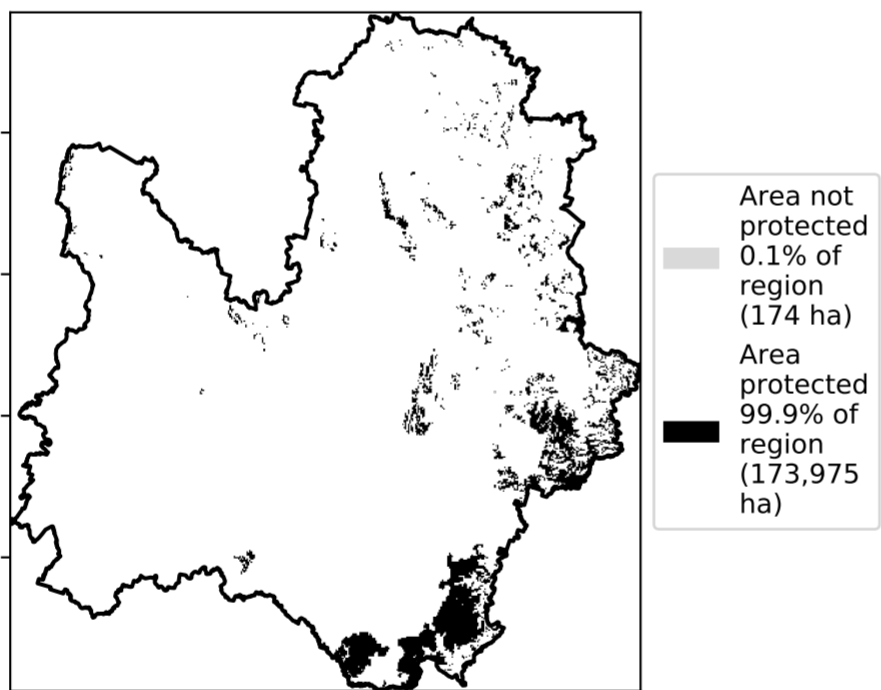 Area not
protected
0.1% of
region
(174 ha)
Area
protected
99.9% of
region
(173,975
ha)